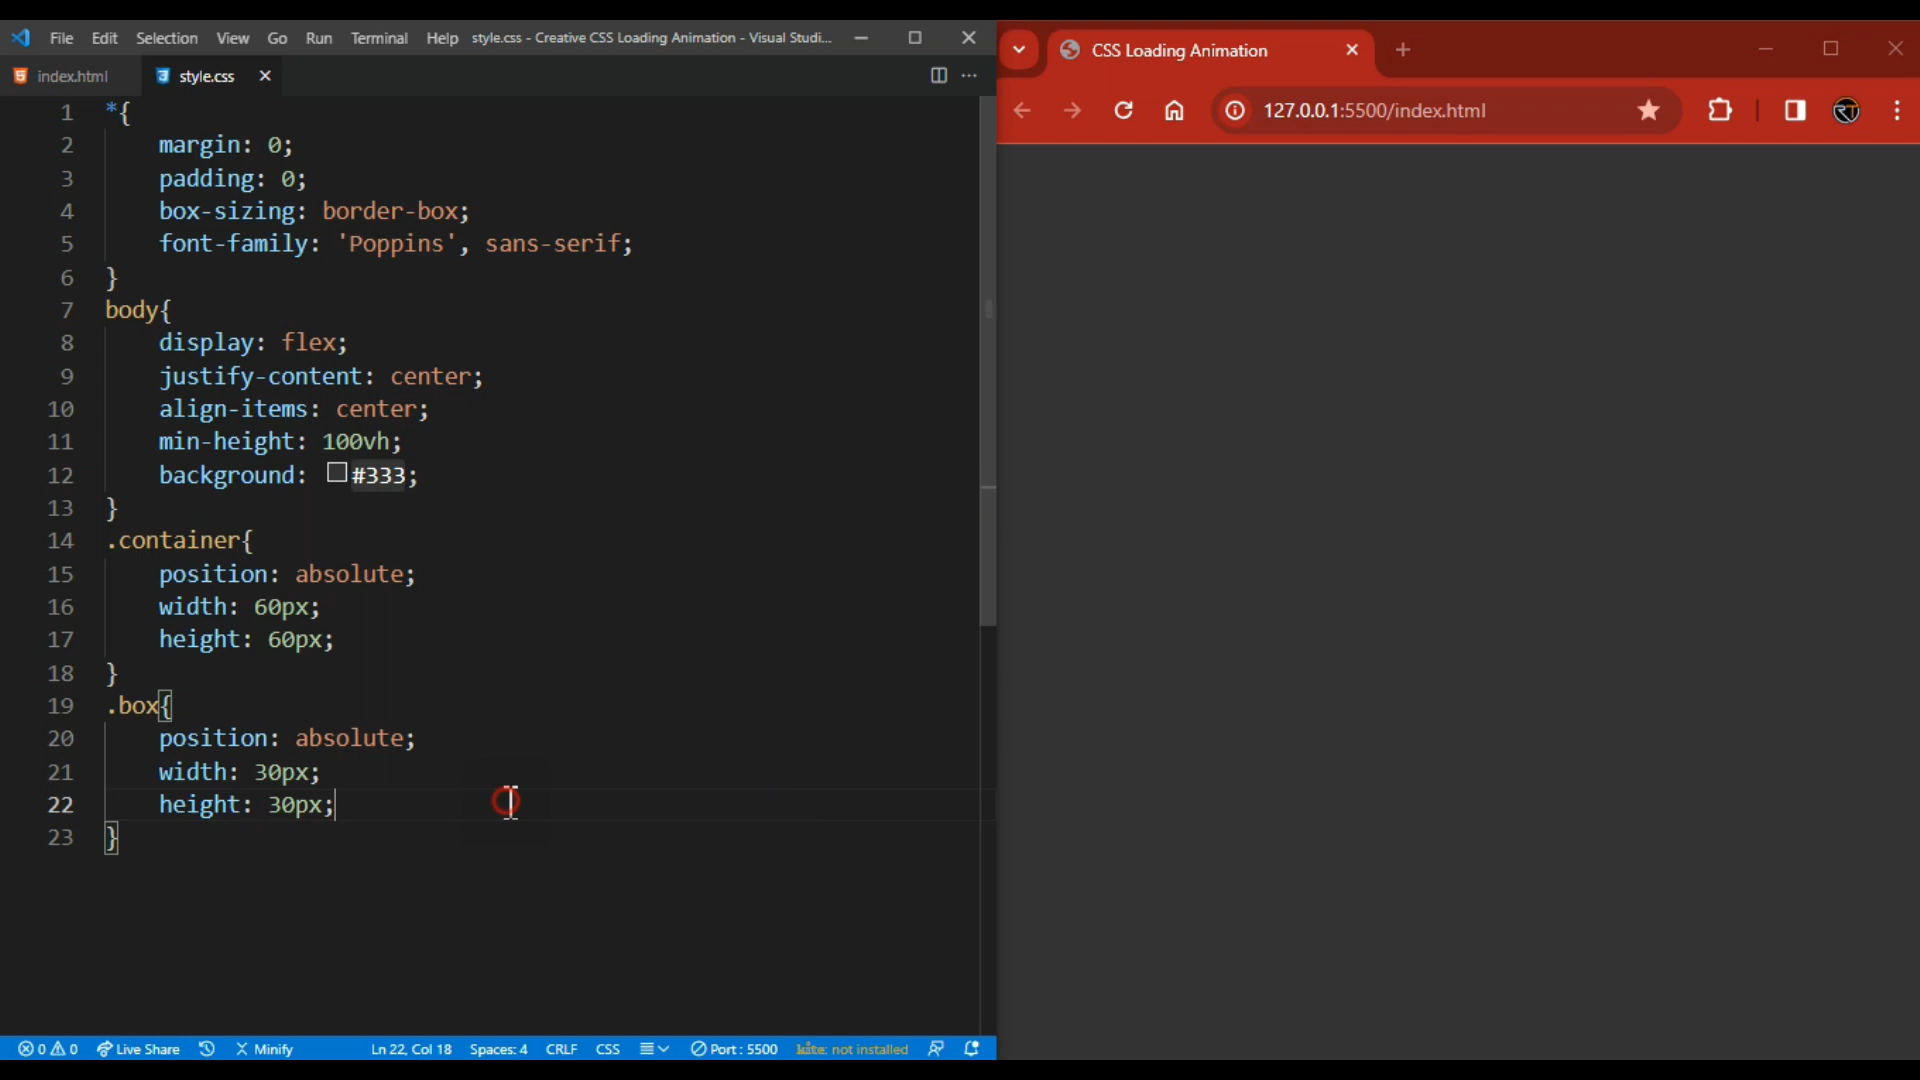 File Edit Selection View Go Run Terminal Help style.css - Creative CSS Loading Animation - Visual Studi...
index.html style.css
1 *{
2 margin: 0;
3 padding: 0;
4 box-sizing: border-box;
5 font-family: 'Poppins', sans-serif;
6 }
7 body{
8 display: flex;
9 justify-content: center;
10 align-items: center;
11 min-height: 100vh;
12 background: #333;
13 }
14 .container{
15 position: absolute;
16 width: 60px;
17 height: 60px;
18 }
19 .box{
20 position: absolute;
21 width: 30px;
22 height: 30px;
23 }
0 0 Live Share Minify Ln 22, Col 18 Spaces: 4 CRLF CSS Port : 5500 kite: not installed
CSS Loading Animation
127.0.0.1:5500/index.html
RT